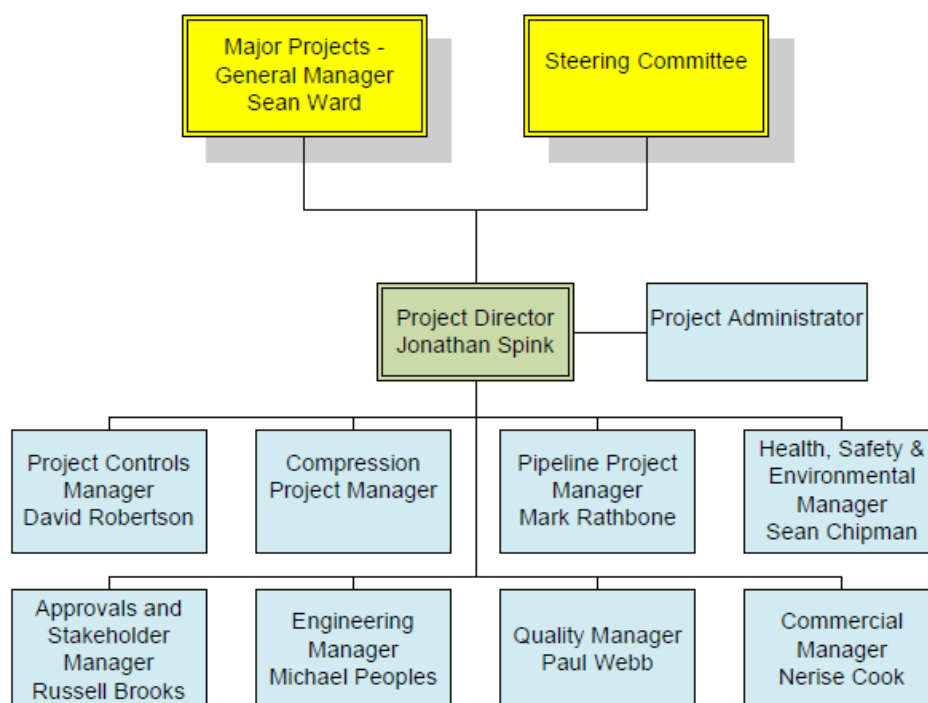 Major Projects -
General Manager
Sean Ward
Steering Committee
Project Director
Jonathan Spink
Project Administrator
Project Controls
Manager
David Robertson
Compression
Project Manager
Pipeline Project
Manager
Mark Rathbone
Health, Safety &
Environmental
Manager
Sean Chipman
Approvals and
Stakeholder
Manager
Russell Brooks
Engineering
Manager
Michael Peoples
Quality Manager
Paul Webb
Commercial
Manager
Nerise Cook